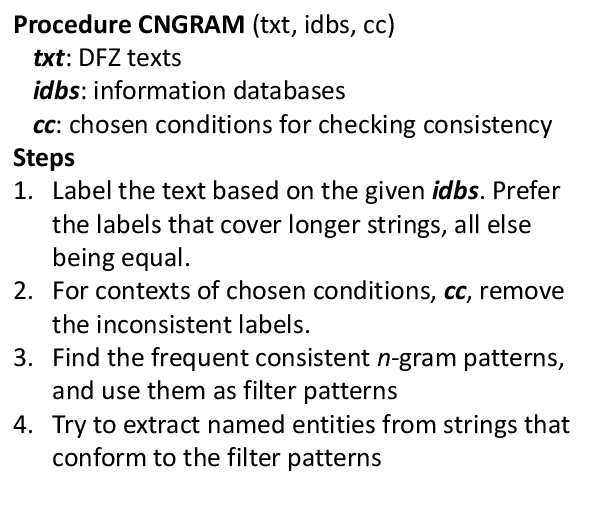 Procedure CNGRAM (txt, idbs, cc)
txt: DFZ texts
idbs: information databases
cc: chosen conditions for checking consistency
Steps
1. Label the text based on the given idbs. Prefer
the labels that cover longer strings, all else
being equal.
2. For contexts of chosen conditions, cc, remove
the inconsistent labels.
3. Find the frequent consistent n-gram patterns,
and use them as filter patterns
4. Try to extract named entities from strings that
conform to the filter patterns